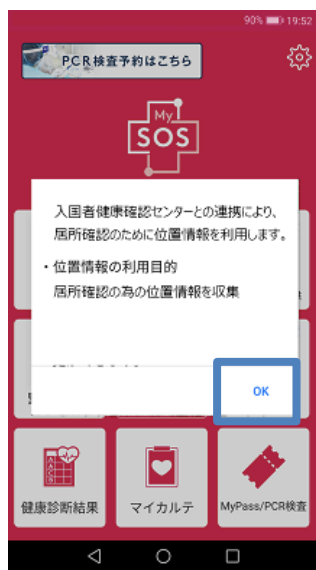 90% 19:52
PCR検査予約はこちら
My
SOS
入国者健康確認センターとの連携により、
居所確認のために位置情報を利用します。
・位置情報の利用目的
居所確認の為の位置情報を収集
OK
健康診断結果
マイカルテ
MyPass/PCR検査